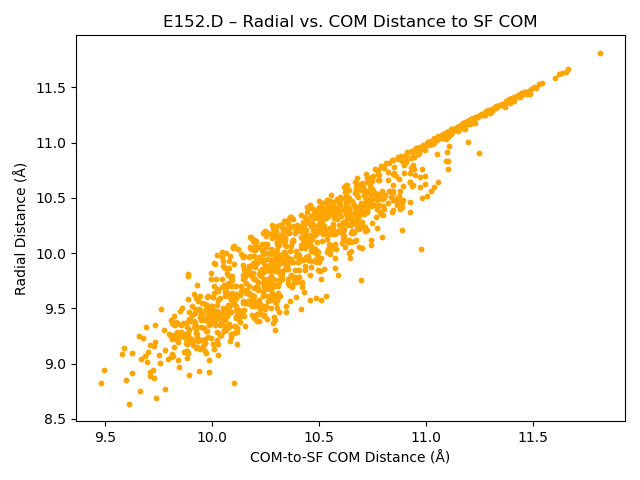 E152.D – Radial vs. COM Distance to SF COM
Radial Distance (Å)
11.5
11.0
10.5
10.0
9.5
9.0
8.5
9.5 10.0 10.5 11.0 11.5
COM-to-SF COM Distance (Å)